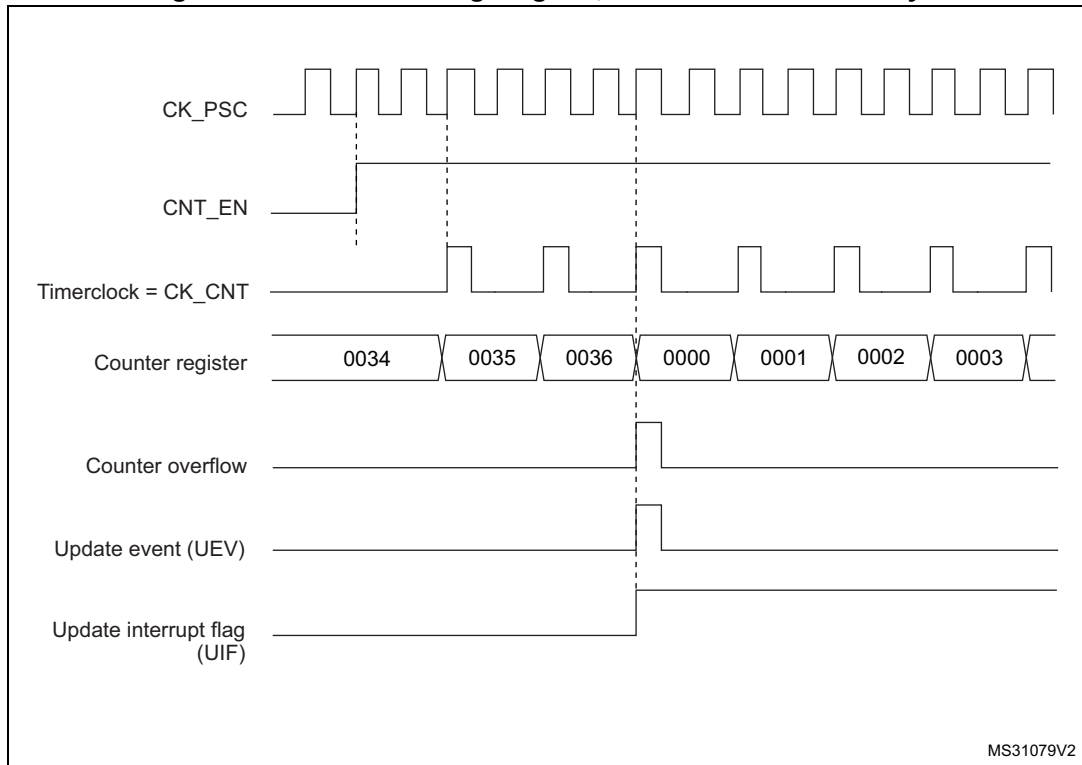 CK_PSC
CNT_EN
Timerclock = CK_CNT
Counter register 0034 0035 0036 0000 0001 0002 0003
Counter overflow
Update event (UEV)
Update interrupt flag
(UIF)
MS31079V2